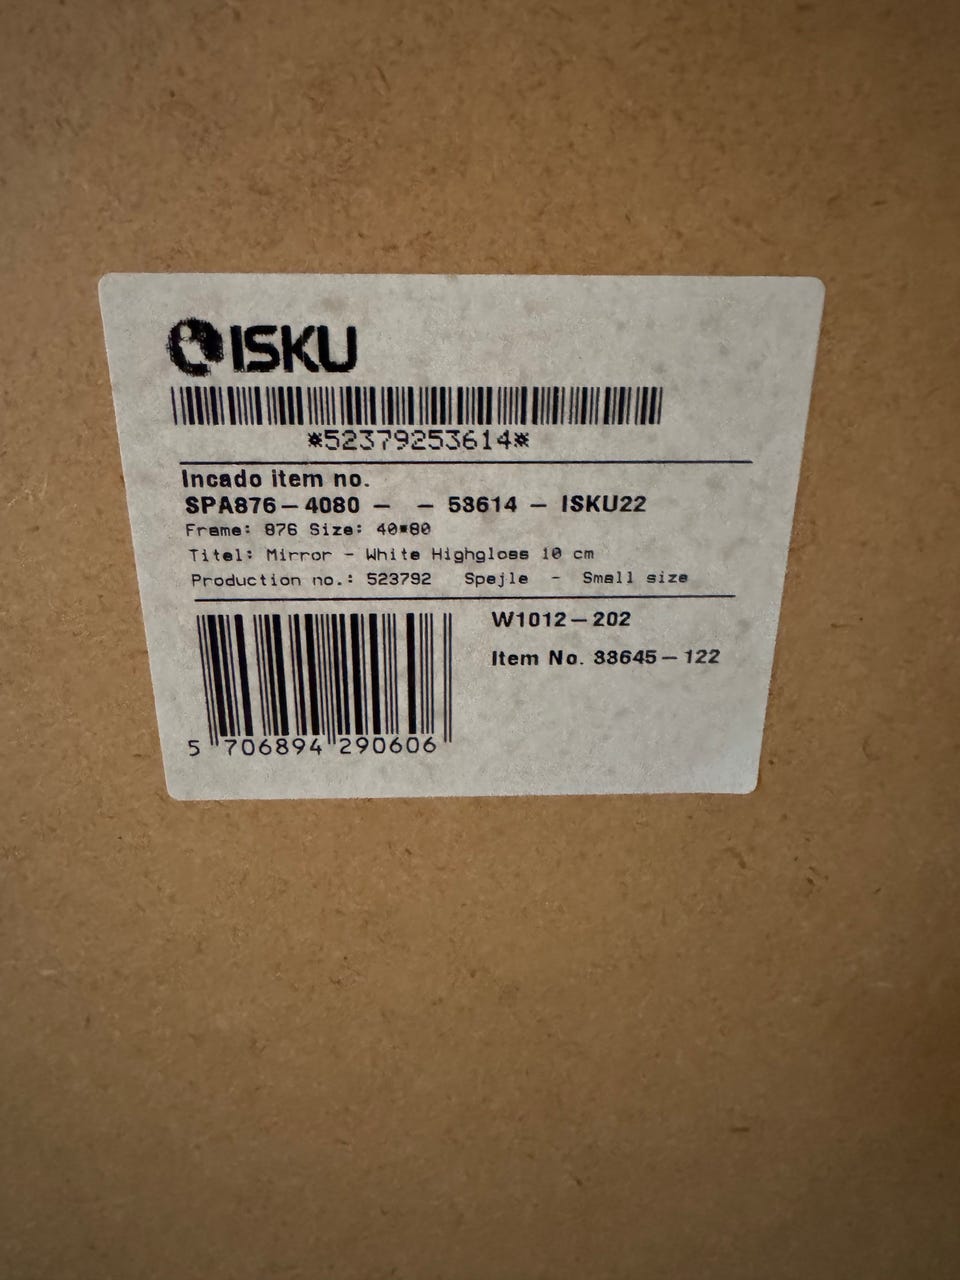 ISKU
*52379253614*
Incado item no.
SPA876-4080 - - 53614 - ISKU22
Frame: 876 Size: 40*80
Titel: Mirror - White Highgloss 10 cm
Production no.: 523792 Spejle - Small size
W1012-202
Item No. 33645-122
5 706894 290606